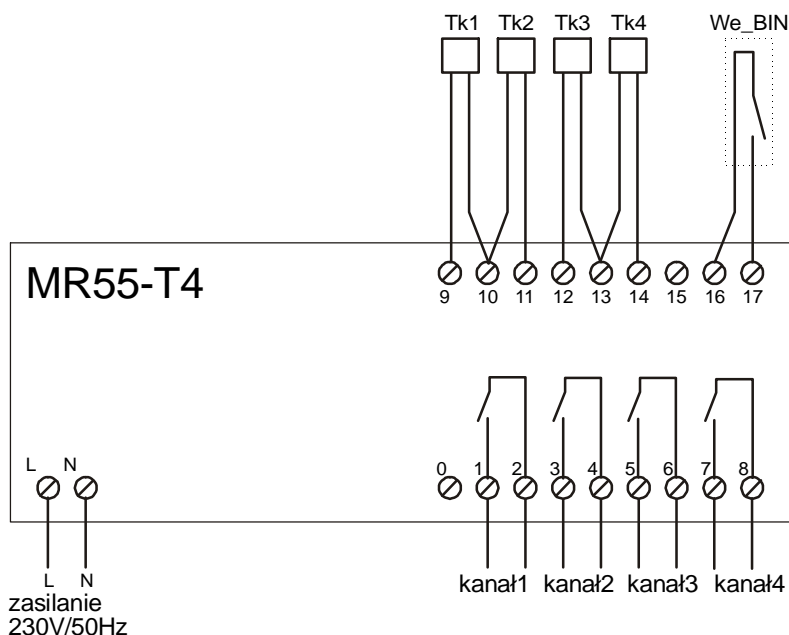 Tk1 Tk2 Tk3 Tk4 We_BIN
MR55-T4
9 10 11 12 13 14 15 16 17
L N 0 1 2 3 4 5 6 7 8
L N kanał1 kanał2 kanał3 kanał4
zasilanie
230V/50Hz